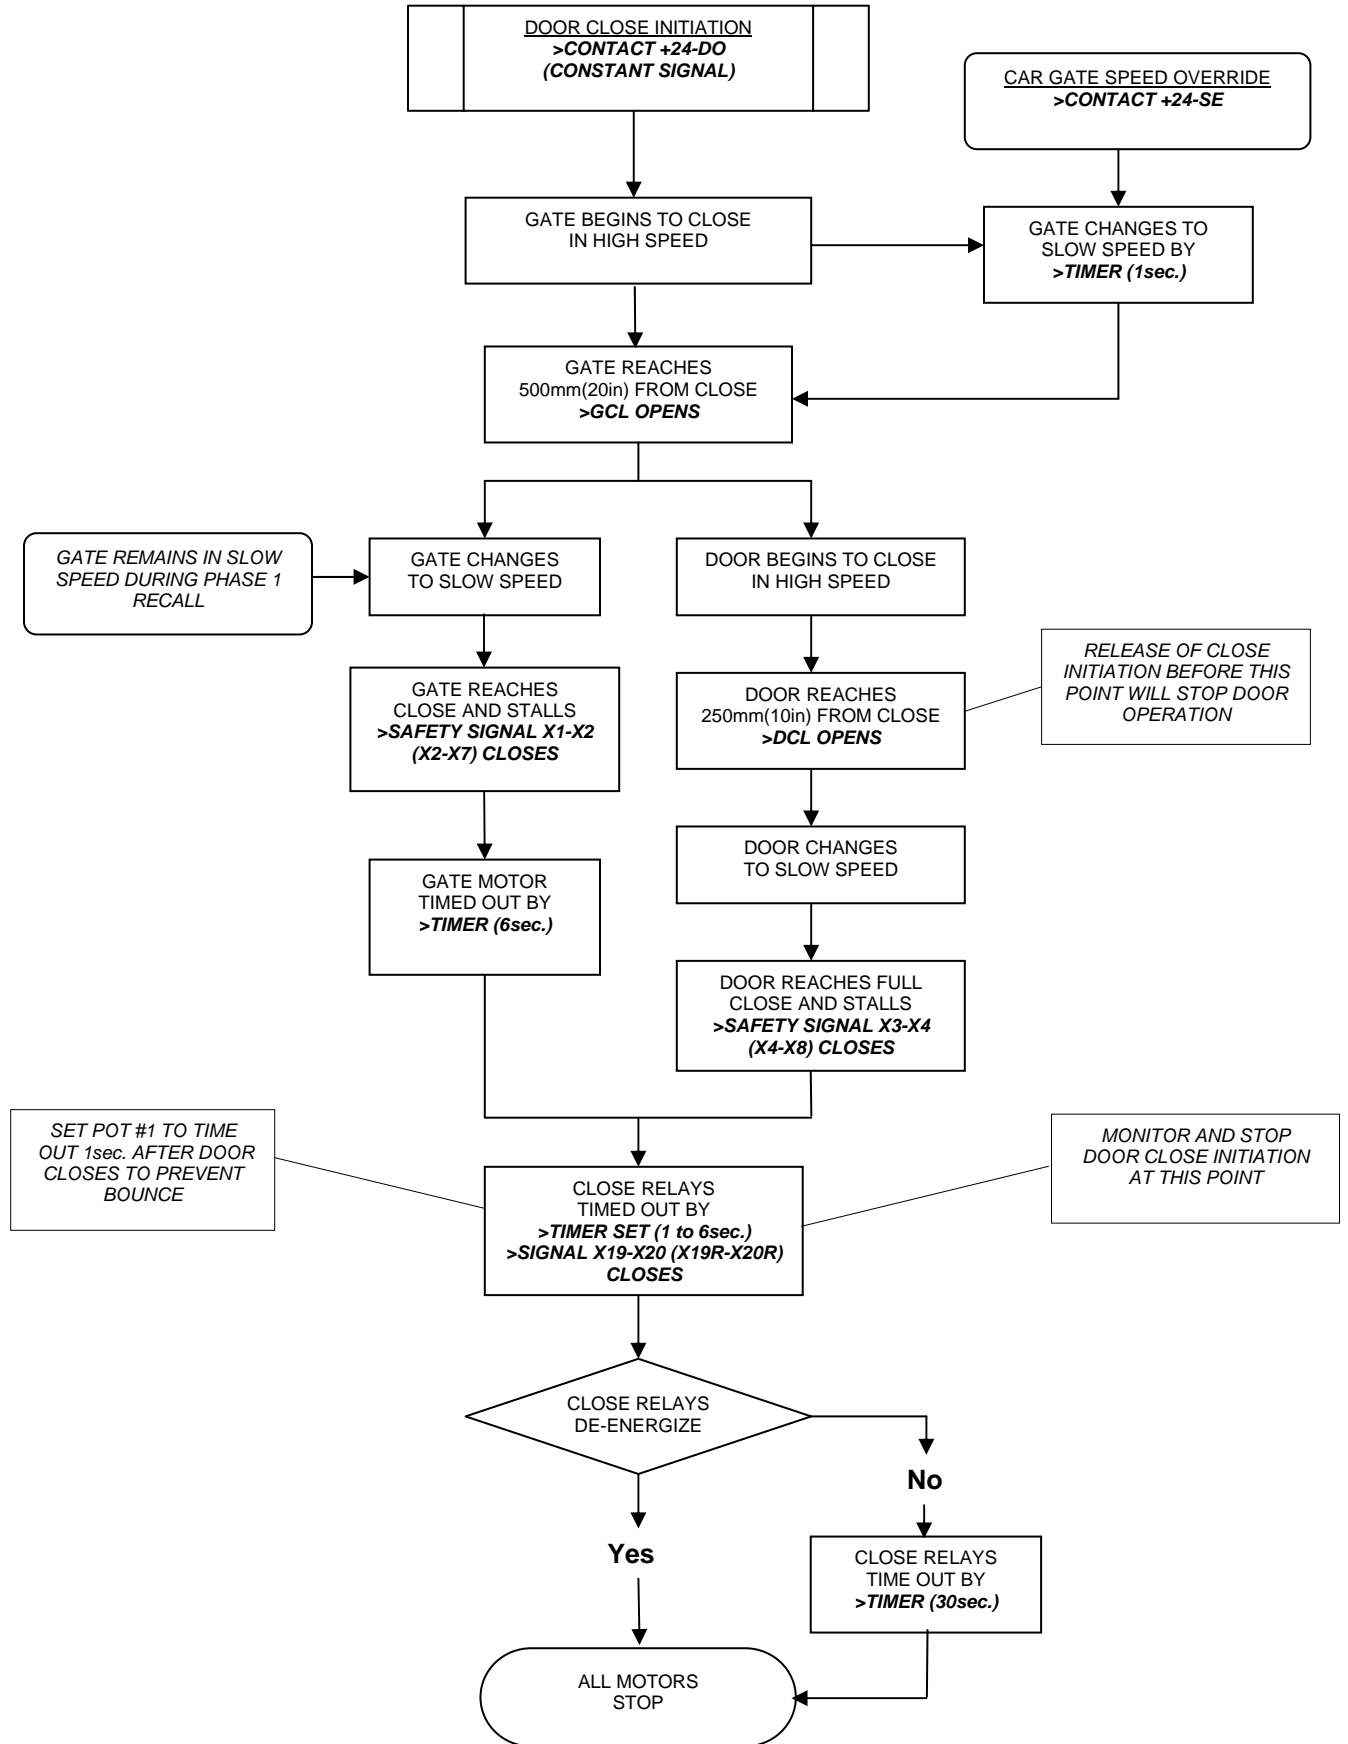 DOOR CLOSE INITIATION
>CONTACT +24-DO
(CONSTANT SIGNAL)
CAR GATE SPEED OVERRIDE
>CONTACT +24-SE
GATE BEGINS TO CLOSE
IN HIGH SPEED
GATE CHANGES TO
SLOW SPEED BY
>TIMER (1sec.)
GATE REACHES
500mm(20in) FROM CLOSE
>GCL OPENS
GATE REMAINS IN SLOW
SPEED DURING PHASE 1
RECALL
GATE CHANGES
TO SLOW SPEED
DOOR BEGINS TO CLOSE
IN HIGH SPEED
GATE REACHES
CLOSE AND STALLS
>SAFETY SIGNAL X1-X2
(X2-X7) CLOSES
DOOR REACHES
250mm(10in) FROM CLOSE
>DCL OPENS
RELEASE OF CLOSE
INITIATION BEFORE THIS
POINT WILL STOP DOOR
OPERATION
DOOR CHANGES
TO SLOW SPEED
GATE MOTOR
TIMED OUT BY
>TIMER (6sec.)
DOOR REACHES FULL
CLOSE AND STALLS
>SAFETY SIGNAL X3-X4
(X4-X8) CLOSES
SET POT #1 TO TIME
OUT 1sec. AFTER DOOR
CLOSES TO PREVENT
BOUNCE
MONITOR AND STOP
DOOR CLOSE INITIATION
AT THIS POINT
CLOSE RELAYS
TIMED OUT BY
>TIMER SET (1 to 6sec.)
>SIGNAL X19-X20 (X19R-X20R)
CLOSES
CLOSE RELAYS
DE-ENERGIZE
No
Yes
CLOSE RELAYS
TIME OUT BY
>TIMER (30sec.)
ALL MOTORS
STOP